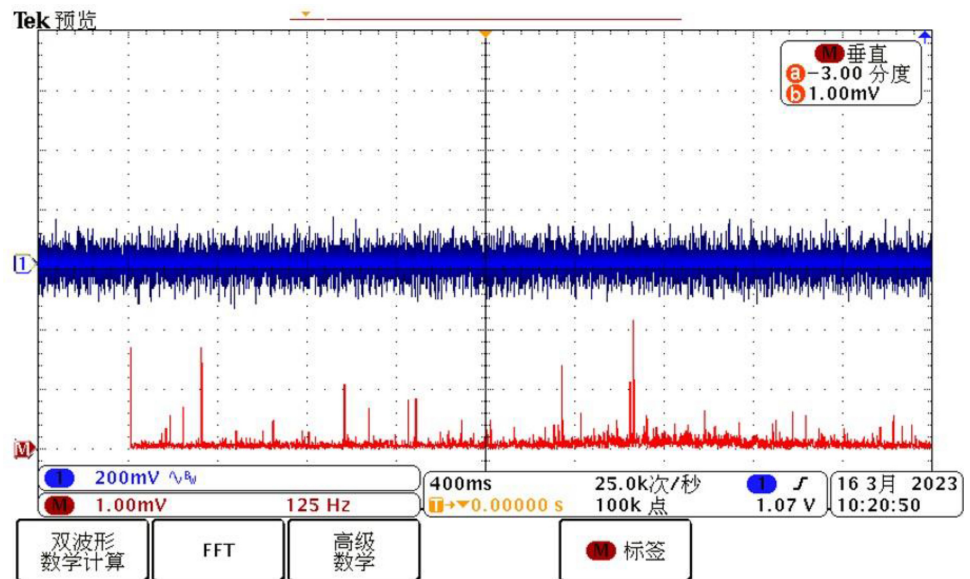 Tek 预览
M 垂直
a -3.00 分度
b 1.00mV
1
M
1 200mV ∿BW
M 1.00mV 125 Hz
400ms 25.0k次/秒
T→▼0.00000 s 100k 点
1 ∫ 1.07 V
16 3月 2023
10:20:50
双波形
数学计算
FFT
高级
数学
M 标签